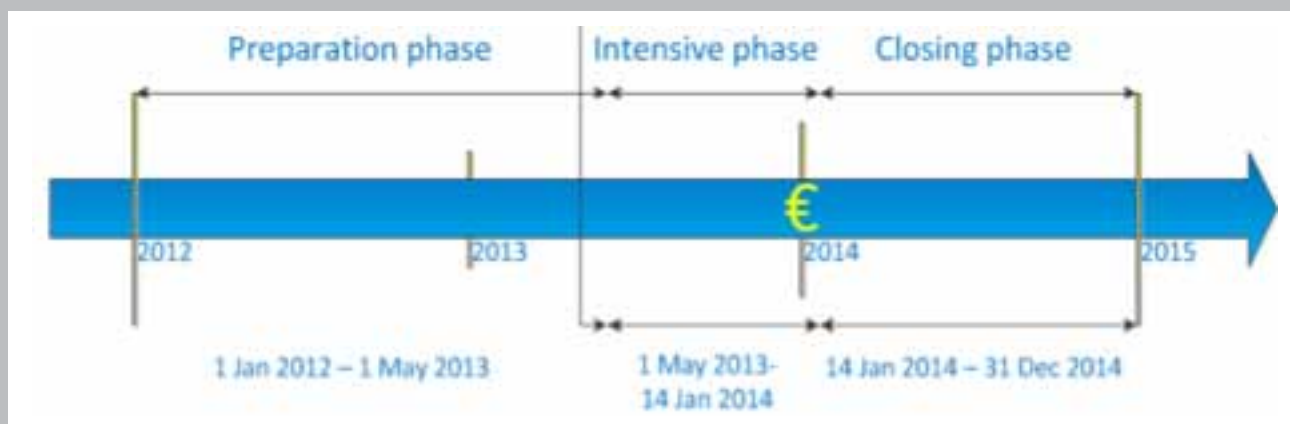 Preparation phase
Intensive phase
Closing phase
€
2012
2013
2014
2015
1 Jan 2012 – 1 May 2013
1 May 2013-
14 Jan 2014
14 Jan 2014 – 31 Dec 2014